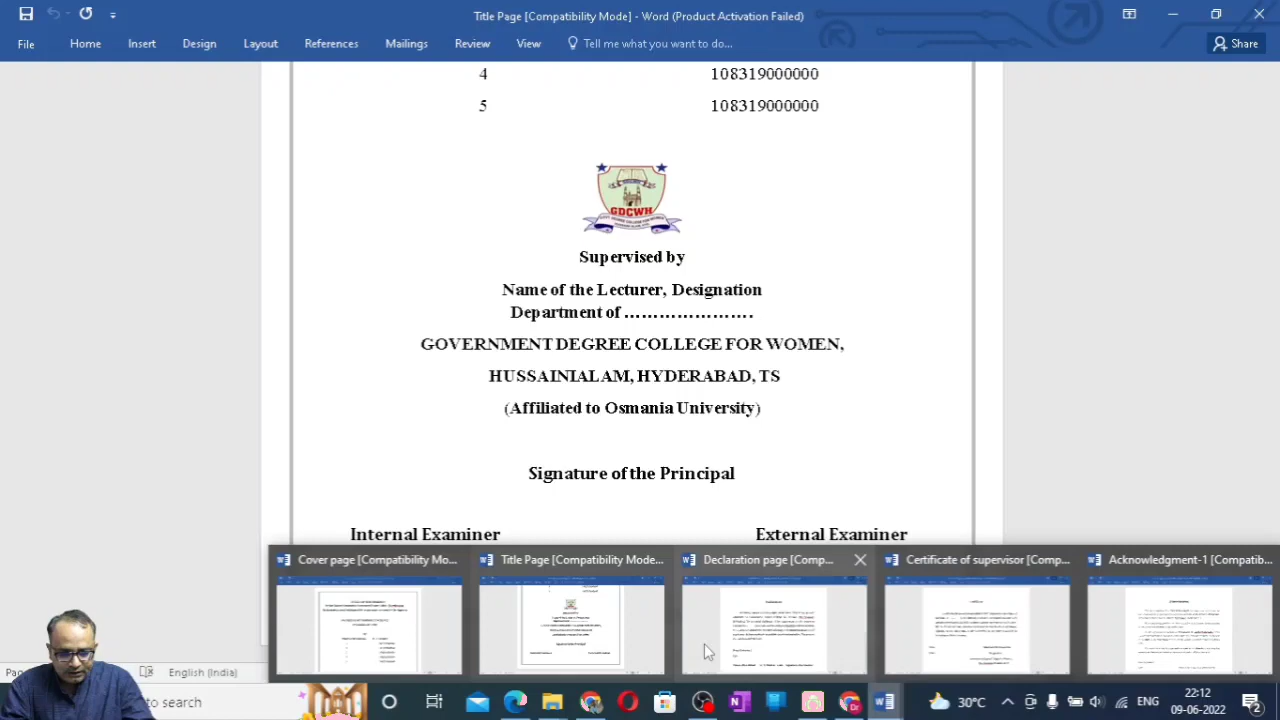 Title Page [Compatibility Mode] - Word (Product Activation Failed)
File Home Insert Design Layout References Mailings Review View Tell me what you want to do... Share
4 108319000000
5 108319000000
GDCWH
Supervised by
Name of the Lecturer, Designation
Department of ......................
GOVERNMENT DEGREE COLLEGE FOR WOMEN,
HUSSAINIALAM, HYDERABAD, TS
(Affiliated to Osmania University)
Signature of the Principal
Internal Examiner External Examiner
Cover page [Compatibility Mo... Title Page [Compatibility Mode... Declaration page [Comp... Certificate of supervisor [Comp... Acknowledgment-1 [Compatib...
English (India)
to search
30°C ENG 22:12
09-06-2022
2